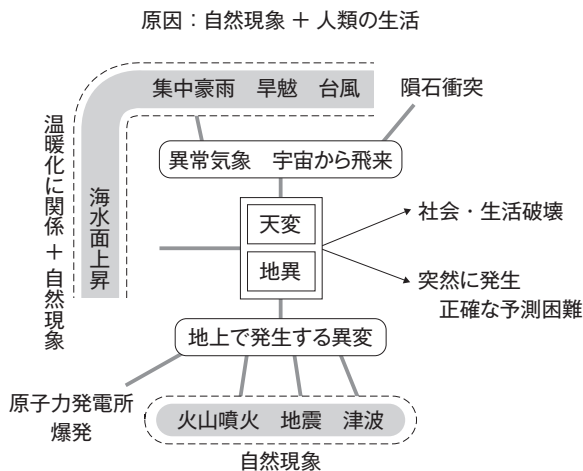 原因：自然現象 ＋ 人類の生活
集中豪雨　旱魃　台風
隕石衝突
温暖化に関係 ＋ 自然現象
海水面上昇
異常気象　宇宙から飛来
天変
地異
社会・生活破壊
突然に発生
正確な予測困難
地上で発生する異変
原子力発電所
爆発
火山噴火　地震　津波
自然現象